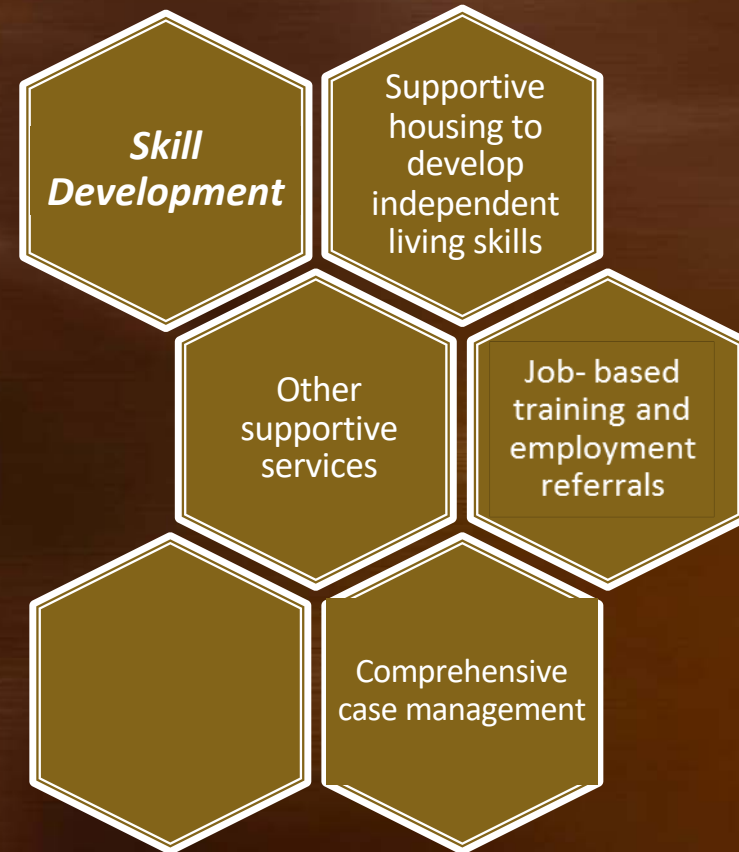 Skill
Development
Supportive
housing to
develop
independent
living skills
Other
supportive
services
Job- based
training and
employment
referrals
Comprehensive
case management